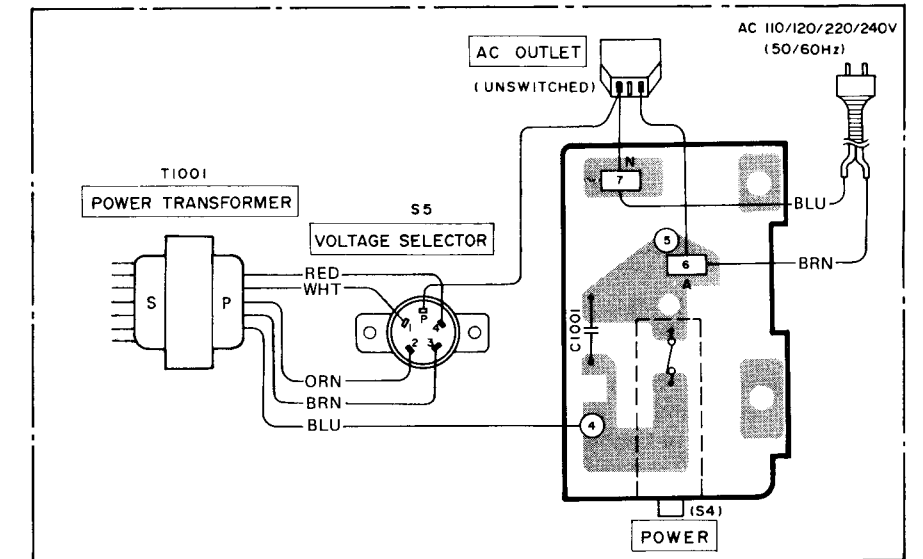 AC 110/120/220/240V
(50/60Hz)
AC OUTLET
(UNSWITCHED)
T1001
POWER TRANSFORMER
S5
VOLTAGE SELECTOR
N
~
7
BLU
5
6
A
BRN
RED
WHT
S
P
P
1
4
2
3
C1001
ORN
BRN
BLU
4
(S4)
POWER